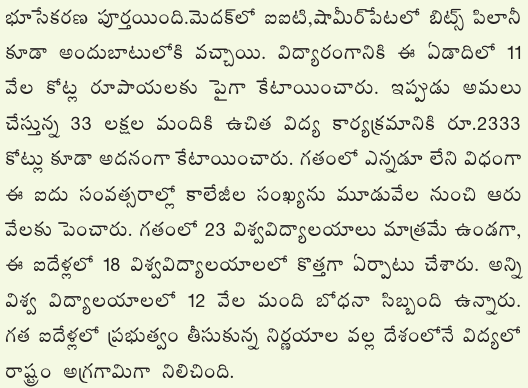 భూసేకరణ పూర్తయింది.మెదక్‌లో ఐఐటి,షామీర్‌పేటలో బిట్స్ పిలానీ
కూడా అందుబాటులోకి వచ్చాయి. విద్యారంగానికి ఈ ఏడాదిలో 11
వేల కోట్ల రూపాయలకు పైగా కేటాయించారు. ఇప్పుడు అమలు
చేస్తున్న 33 లక్షల మందికి ఉచిత విద్య కార్యక్రమానికి రూ.2333
కోట్లు కూడా అదనంగా కేటాయించారు. గతంలో ఎన్నడూ లేని విధంగా
ఈ ఐదు సంవత్సరాల్లో కాలేజీల సంఖ్యను మూడువేల నుంచి ఆరు
వేలకు పెంచారు. గతంలో 23 విశ్వవిద్యాలయాలు మాత్రమే ఉండగా,
ఈ ఐదేళ్లలో 18 విశ్వవిద్యాలయాలలో కొత్తగా ఏర్పాటు చేశారు. అన్ని
విశ్వ విద్యాలయాలలో 12 వేల మంది బోధనా సిబ్బంది ఉన్నారు.
గత ఐదేళ్లలో ప్రభుత్వం తీసుకున్న నిర్ణయాల వల్ల దేశంలోనే విద్యలో
రాష్ట్రం అగ్రగామిగా నిలిచింది.